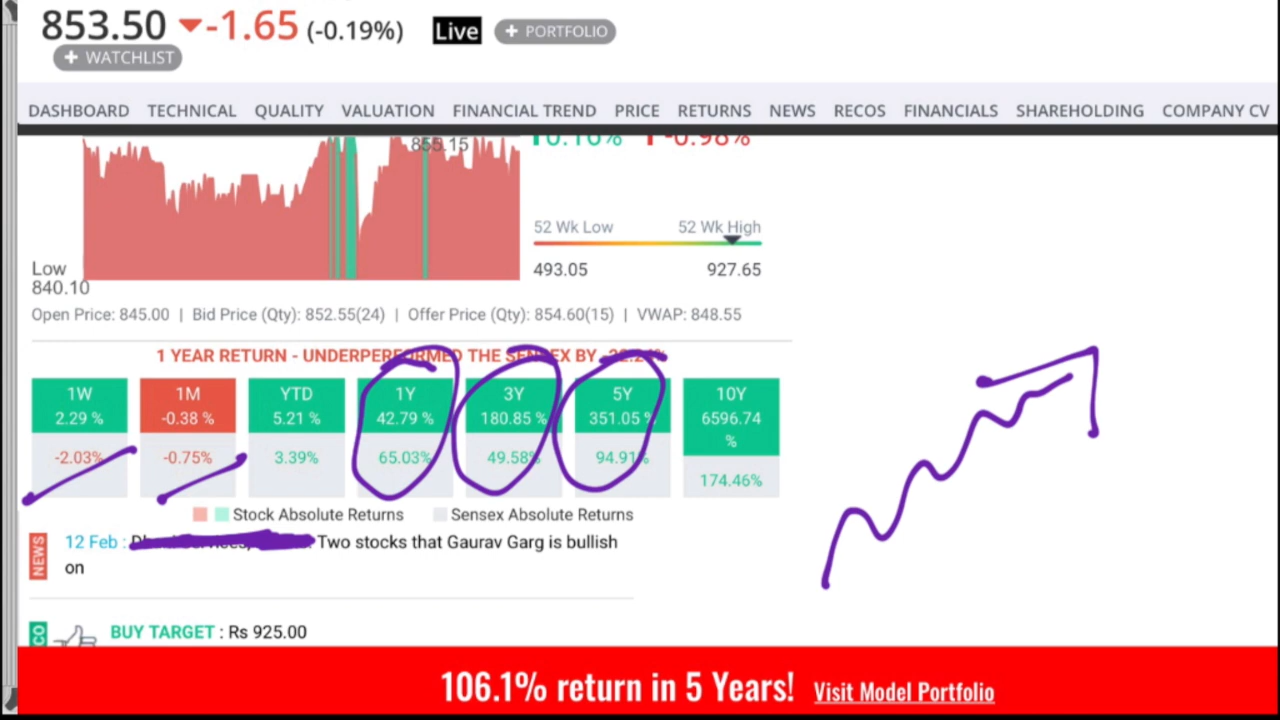 853.50 -1.65 (-0.19%) Live + PORTFOLIO
+ WATCHLIST
DASHBOARD TECHNICAL QUALITY VALUATION FINANCIAL TREND PRICE RETURNS NEWS RECOS FINANCIALS SHAREHOLDING COMPANY CV
855.15 0.16% -0.98%
52 Wk Low 52 Wk High
Low 493.05 927.65
840.10
Open Price: 845.00 | Bid Price (Qty): 852.55(24) | Offer Price (Qty): 854.60(15) | VWAP: 848.55
1 YEAR RETURN - UNDERPERFORMED THE SENSEX BY
1W 1M YTD 1Y 3Y 5Y 10Y
2.29 % -0.38 % 5.21 % 42.79 % 180.85 % 351.05 % 6596.74
%
-2.03% -0.75% 3.39% 65.03% 49.58% 94.91% 174.46%
Stock Absolute Returns Sensex Absolute Returns
NEWS 12 Feb : Two stocks that Gaurav Garg is bullish
on
CO BUY TARGET : Rs 925.00
106.1% return in 5 Years! Visit Model Portfolio